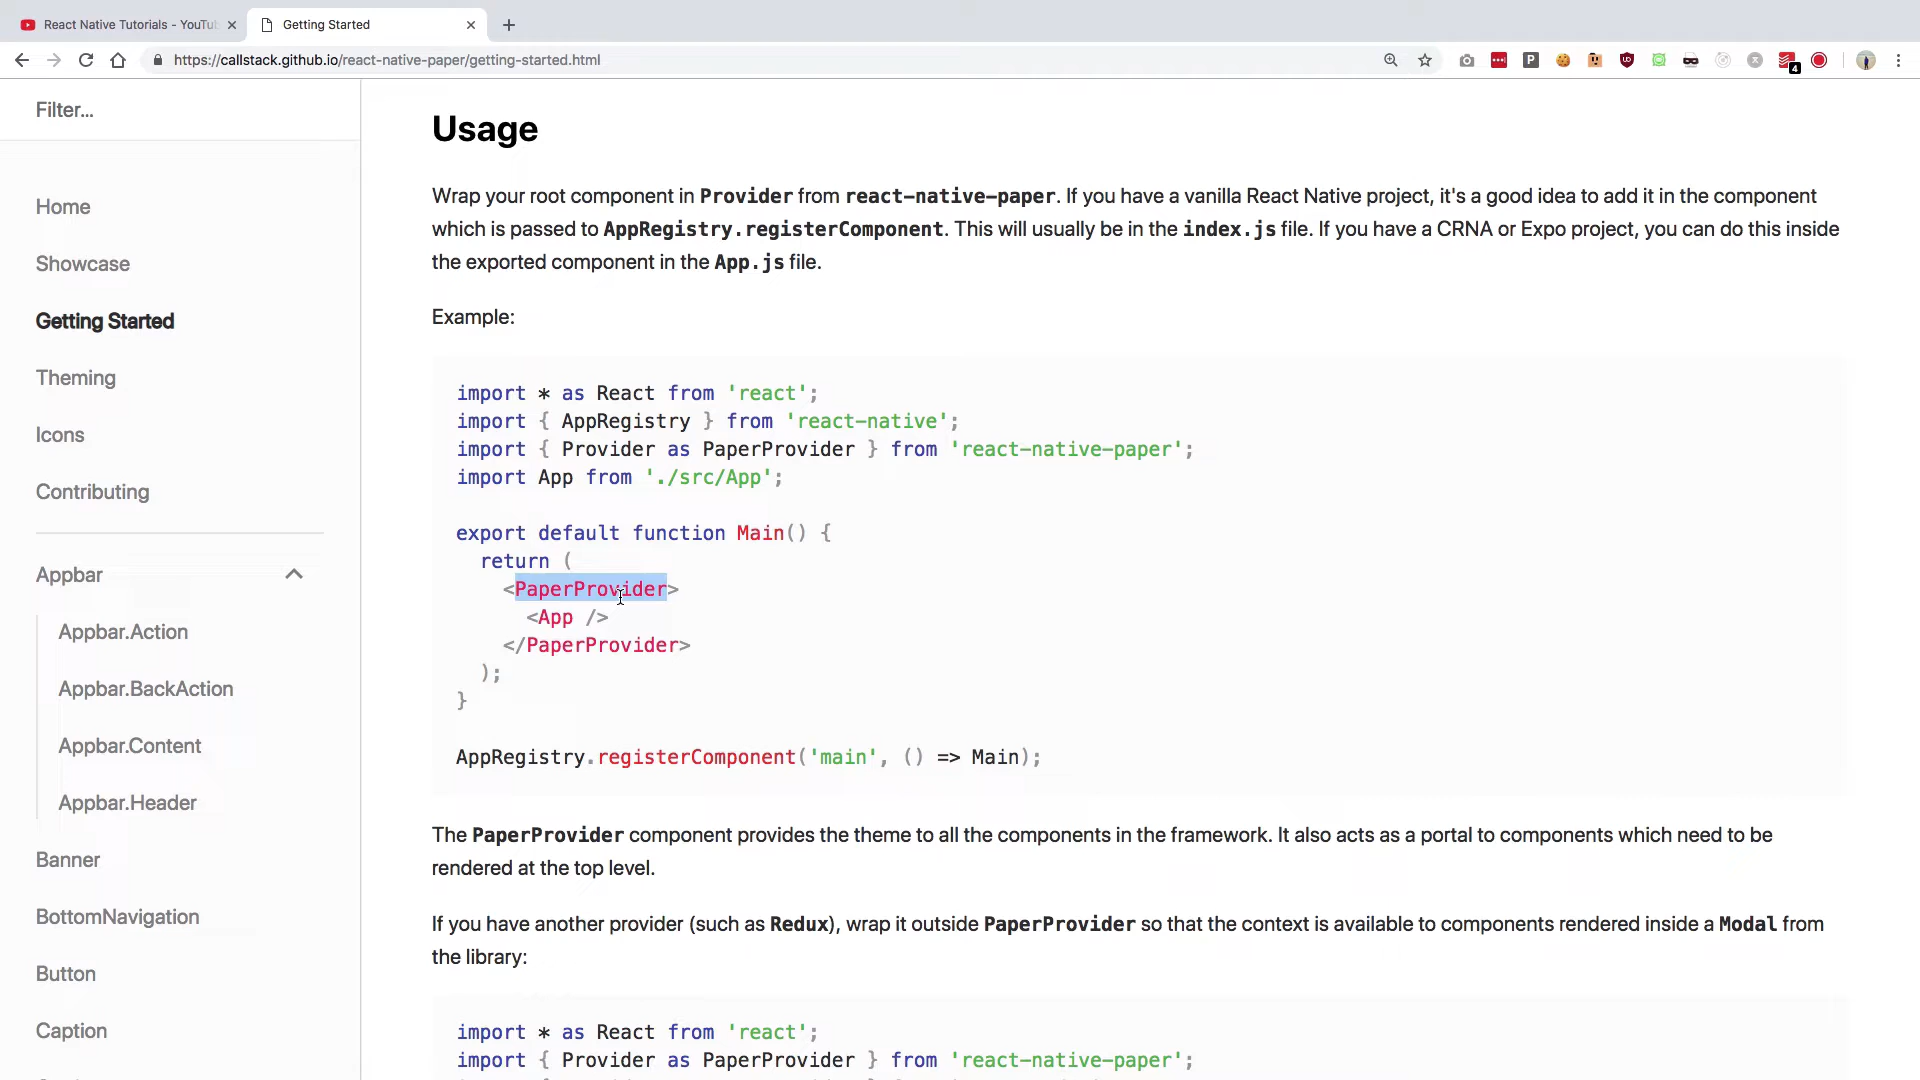 React Native Tutorials - YouTu
Getting Started
https://callstack.github.io/react-native-paper/getting-started.html
4
Filter...
Home
Showcase
Getting Started
Theming
Icons
Contributing
Appbar
Appbar.Action
Appbar.BackAction
Appbar.Content
Appbar.Header
Banner
BottomNavigation
Button
Caption
Usage
Wrap your root component in Provider from react-native-paper. If you have a vanilla React Native project, it's a good idea to add it in the component
which is passed to AppRegistry.registerComponent. This will usually be in the index.js file. If you have a CRNA or Expo project, you can do this inside
the exported component in the App.js file.
Example:
import * as React from 'react';
import { AppRegistry } from 'react-native';
import { Provider as PaperProvider } from 'react-native-paper';
import App from './src/App';
export default function Main() {
return (
<PaperProvider>
<App />
</PaperProvider>
);
}
AppRegistry.registerComponent('main', () => Main);
The PaperProvider component provides the theme to all the components in the framework. It also acts as a portal to components which need to be
rendered at the top level.
If you have another provider (such as Redux), wrap it outside PaperProvider so that the context is available to components rendered inside a Modal from
the library:
import * as React from 'react';
import { Provider as PaperProvider } from 'react-native-paper';